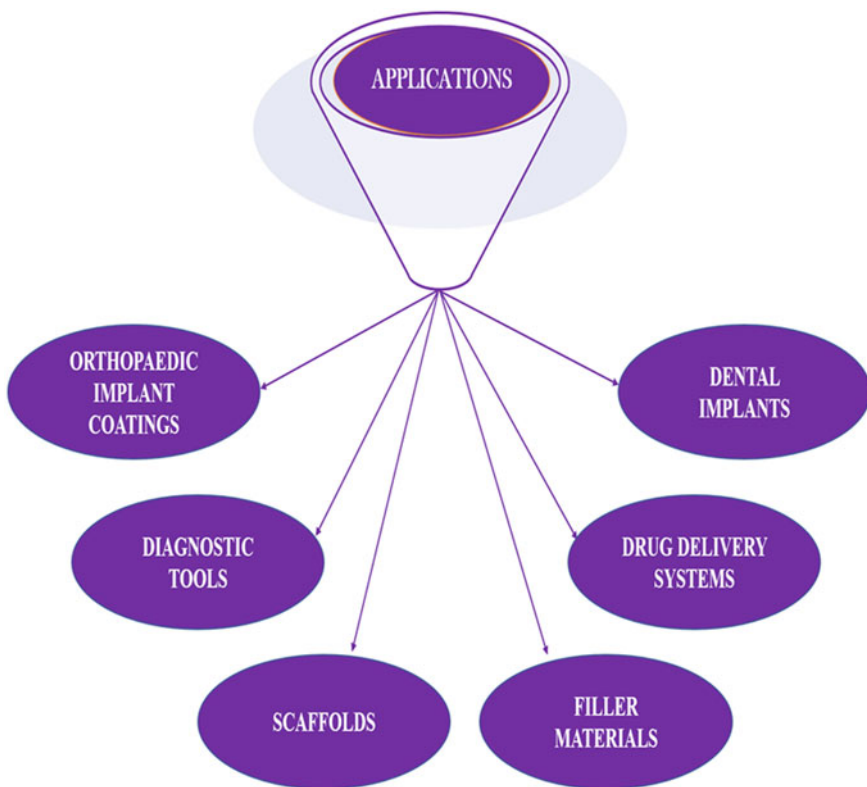 APPLICATIONS
ORTHOPAEDIC
IMPLANT
COATINGS
DENTAL
IMPLANTS
DIAGNOSTIC
TOOLS
DRUG DELIVERY
SYSTEMS
SCAFFOLDS
FILLER
MATERIALS